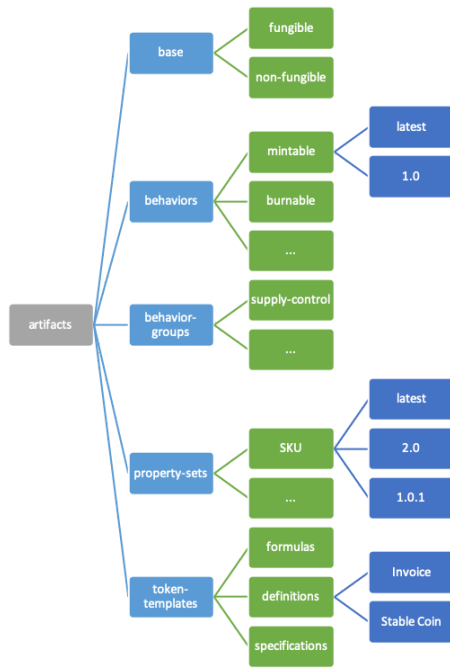 artifacts
base
fungible
non-fungible
behaviors
mintable
latest
1.0
burnable
...
behavior-
groups
supply-control
...
property-sets
SKU
latest
2.0
1.0.1
...
token-
templates
formulas
definitions
Invoice
Stable Coin
specifications